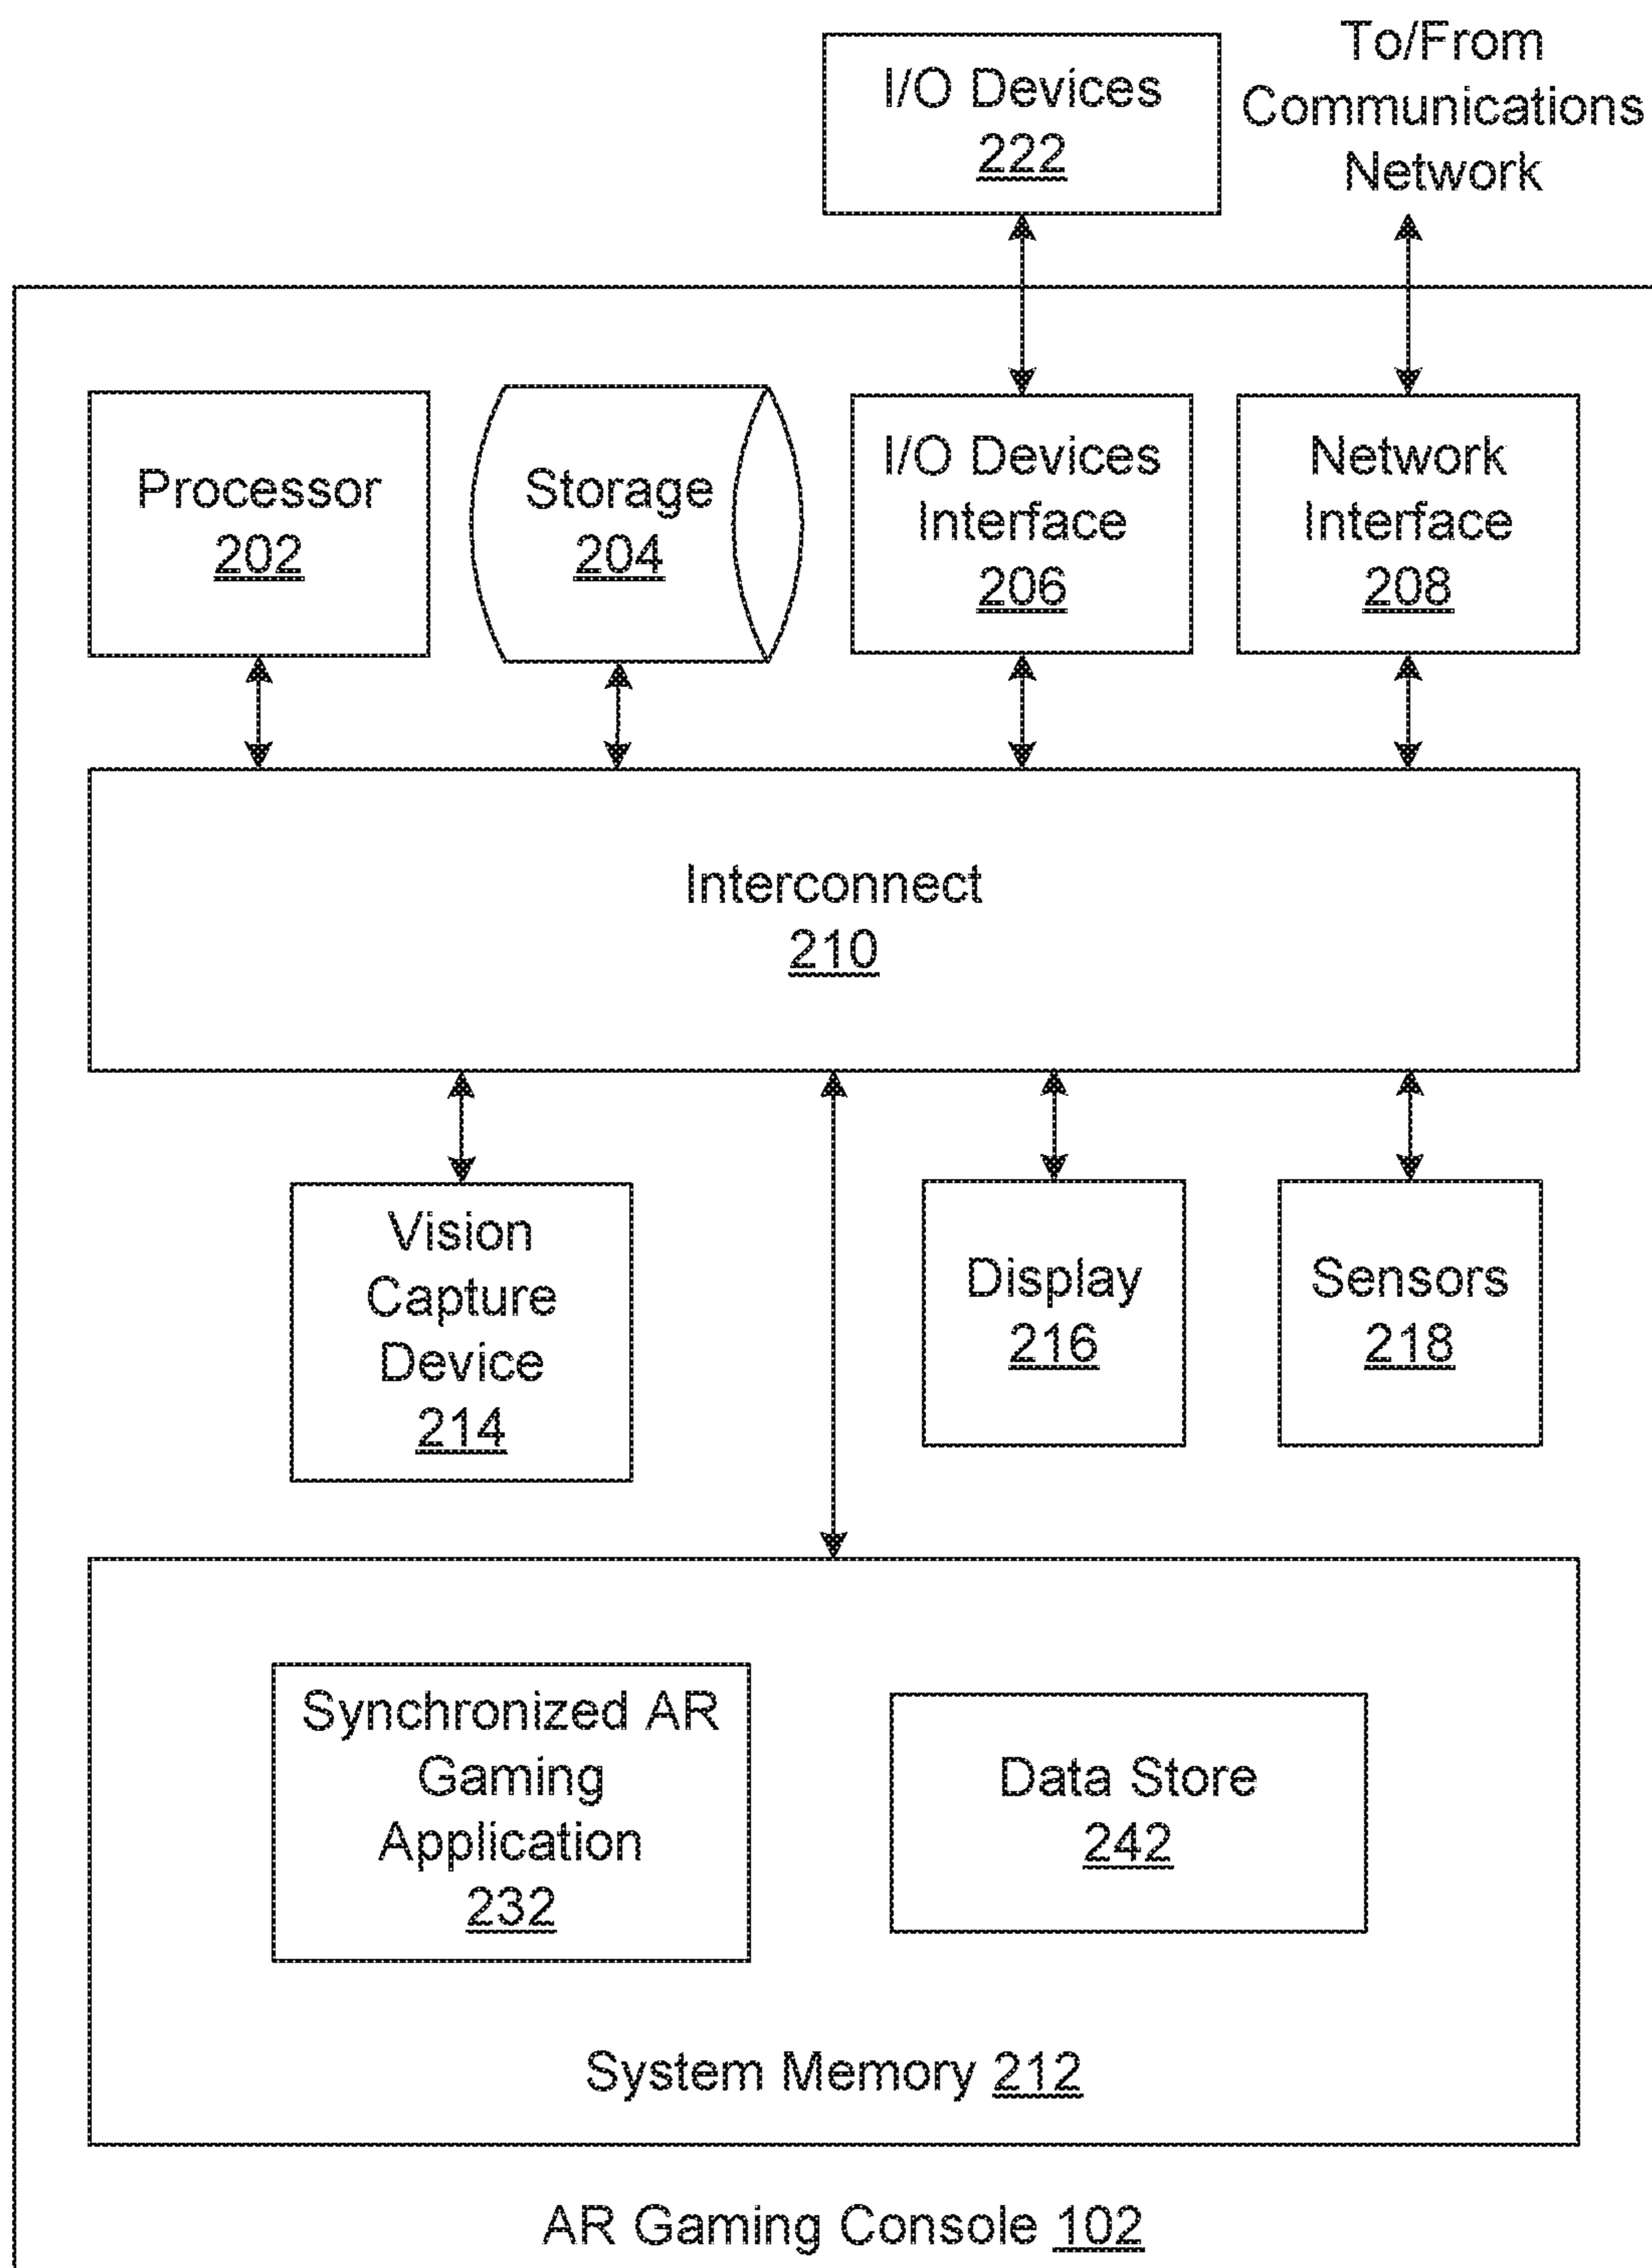 I/O Devices
222
To/From
Communications
Network
Processor
202
Storage
204
I/O Devices
Interface
206
Network
Interface
208
Interconnect
210
Vision
Capture
Device
214
Display
216
Sensors
218
Synchronized AR
Gaming
Application
232
Data Store
242
System Memory 212
AR Gaming Console 102